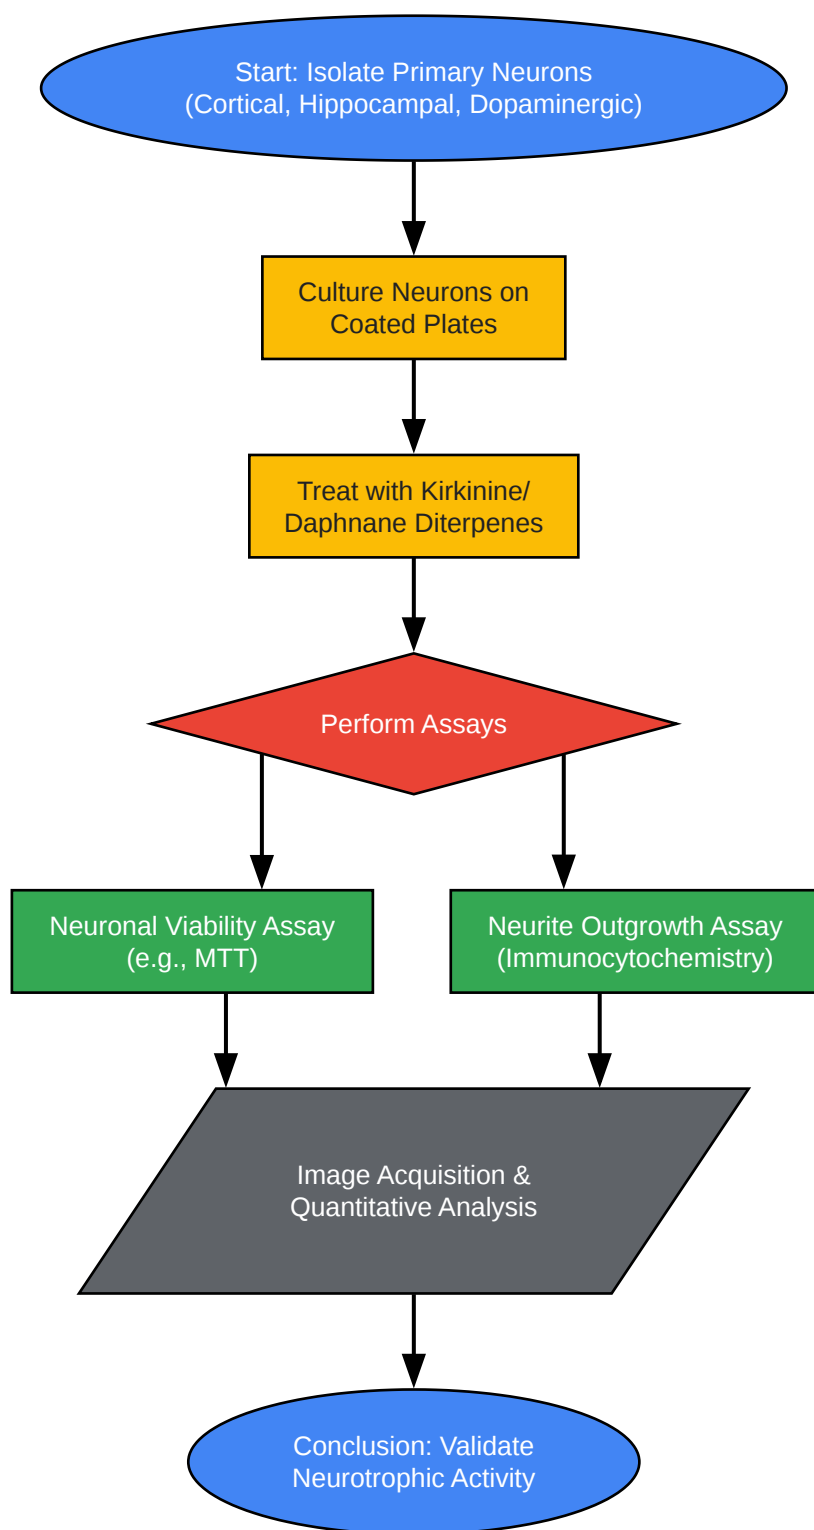 Start: Isolate Primary Neurons
(Cortical, Hippocampal, Dopaminergic)
Culture Neurons on
Coated Plates
Treat with Kirkinine/
Daphnane Diterpenes
Perform Assays
Neuronal Viability Assay
(e.g., MTT)
Neurite Outgrowth Assay
(Immunocytochemistry)
Image Acquisition &
Quantitative Analysis
Conclusion: Validate
Neurotrophic Activity